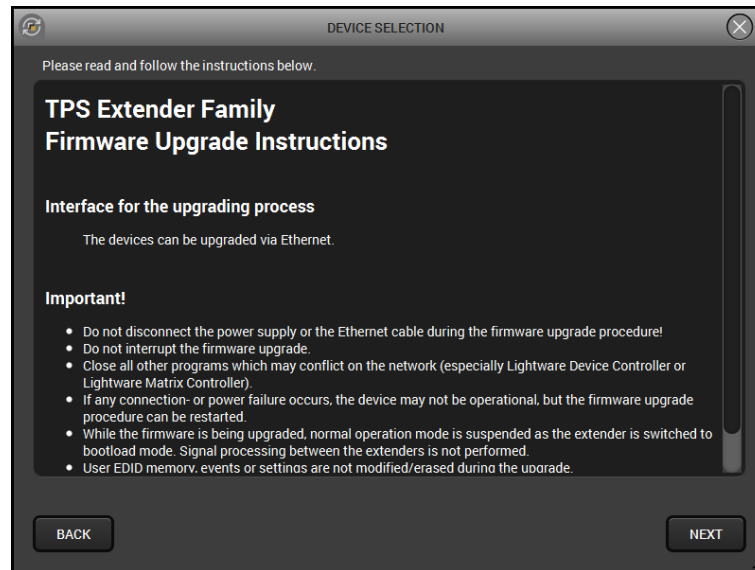 DEVICE SELECTION
Please read and follow the instructions below.
TPS Extender Family
Firmware Upgrade Instructions
Interface for the upgrading process
The devices can be upgraded via Ethernet.
Important!
• Do not disconnect the power supply or the Ethernet cable during the firmware upgrade procedure!
• Do not interrupt the firmware upgrade.
• Close all other programs which may conflict on the network (especially Lightware Device Controller or
Lightware Matrix Controller).
• If any connection- or power failure occurs, the device may not be operational, but the firmware upgrade
procedure can be restarted.
• While the firmware is being upgraded, normal operation mode is suspended as the extender is switched to
bootload mode. Signal processing between the extenders is not performed.
• User EDID memory, events or settings are not modified/erased during the upgrade.
BACK
NEXT